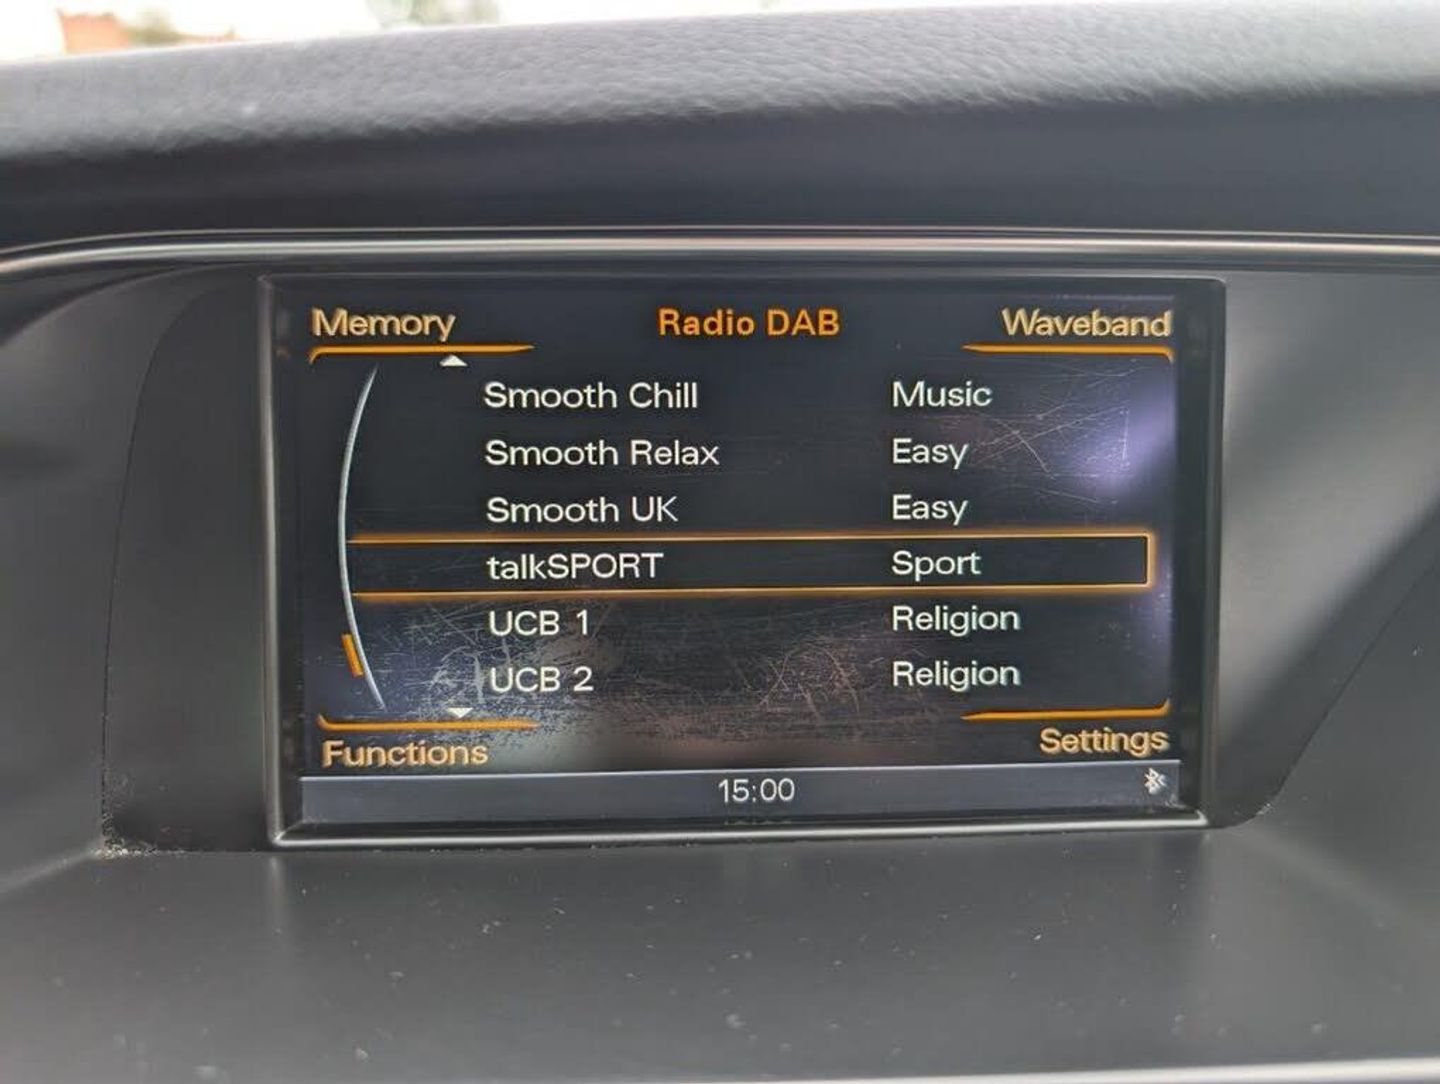 Memory Radio DAB Waveband
Smooth Chill Music
Smooth Relax Easy
Smooth UK Easy
talkSPORT Sport
UCB 1 Religion
UCB 2 Religion
Functions Settings
15:00